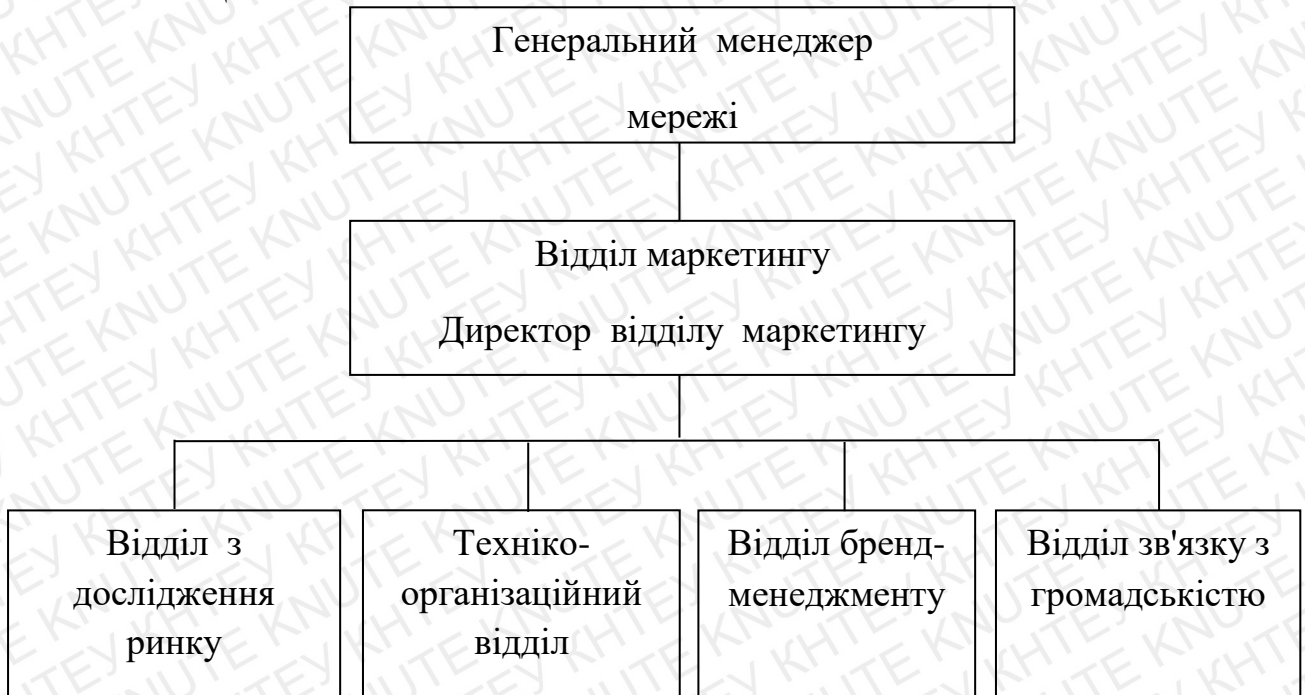 Генеральний менеджер
мережі
Відділ маркетингу
Директор відділу маркетингу
Відділ з
дослідження
ринку
Техніко-
організаційний
відділ
Відділ бренд-
менеджменту
Відділ зв'язку з
громадськістю